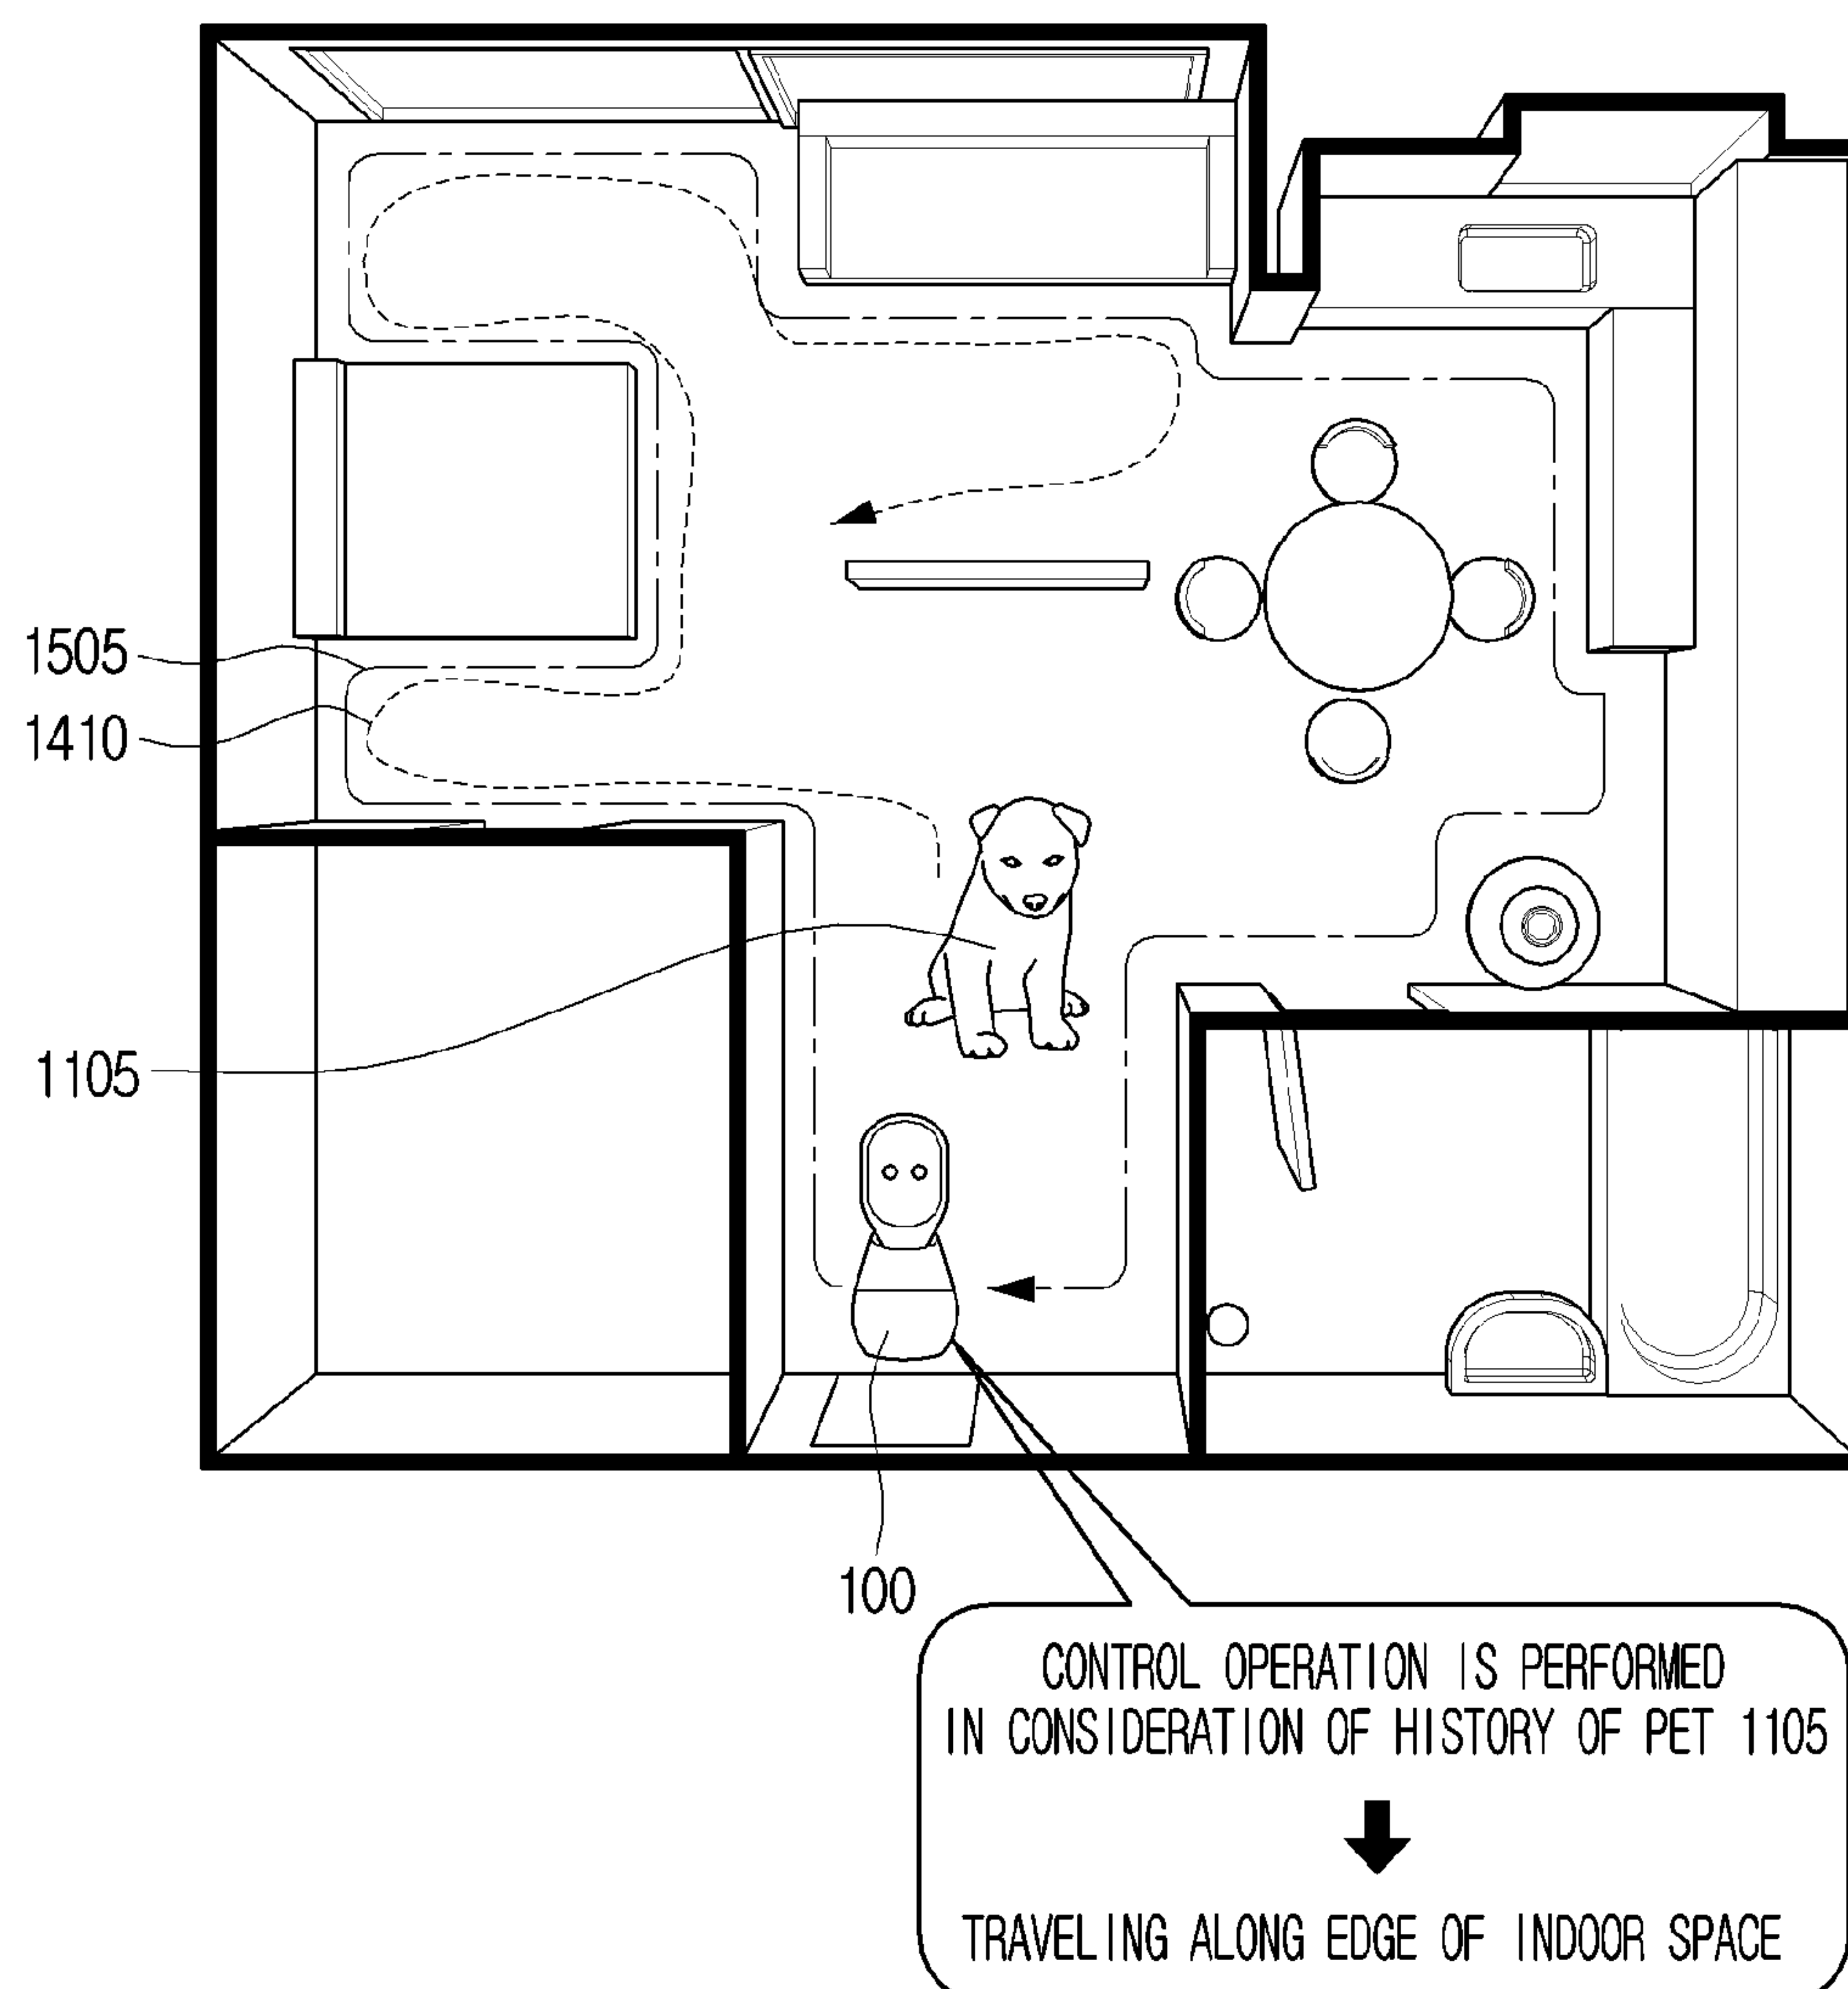 1505
1410
1105
100
CONTROL OPERATION IS PERFORMED
IN CONSIDERATION OF HISTORY OF PET 1105
TRAVELING ALONG EDGE OF INDOOR SPACE